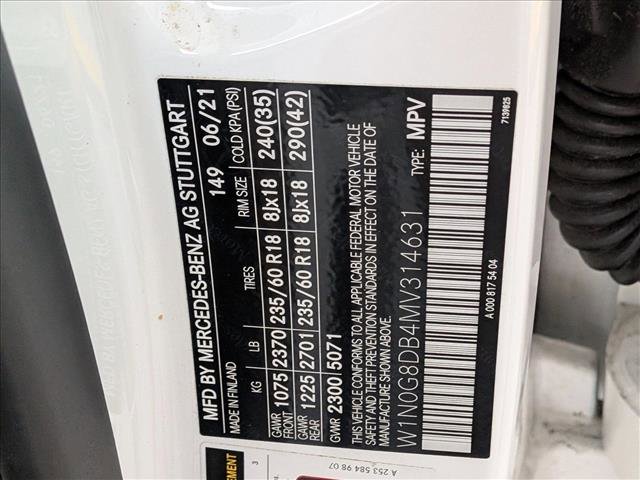 MFD BY MERCEDES-BENZ AG STUTTGART
MADE IN FINLAND 149 06/21
KG LB TIRES RIM SIZE COLD KPA(PSI)
GAWR FRONT 1075 2370 235/60 R18 8Jx18 240(35)
GAWR REAR 1225 2701 235/60 R18 8Jx18 290(42)
GVWR 2300 5071
THIS VEHICLE CONFORMS TO ALL APPLICABLE FEDERAL MOTOR VEHICLE
SAFETY AND THEFT PREVENTION STANDARDS IN EFFECT ON THE DATE OF
MANUFACTURE SHOWN ABOVE.
TYPE: MPV
W1N0G8DB4MV314631
A 000 817 54 04
7139825
EMENT
3
A 253 584 98 07